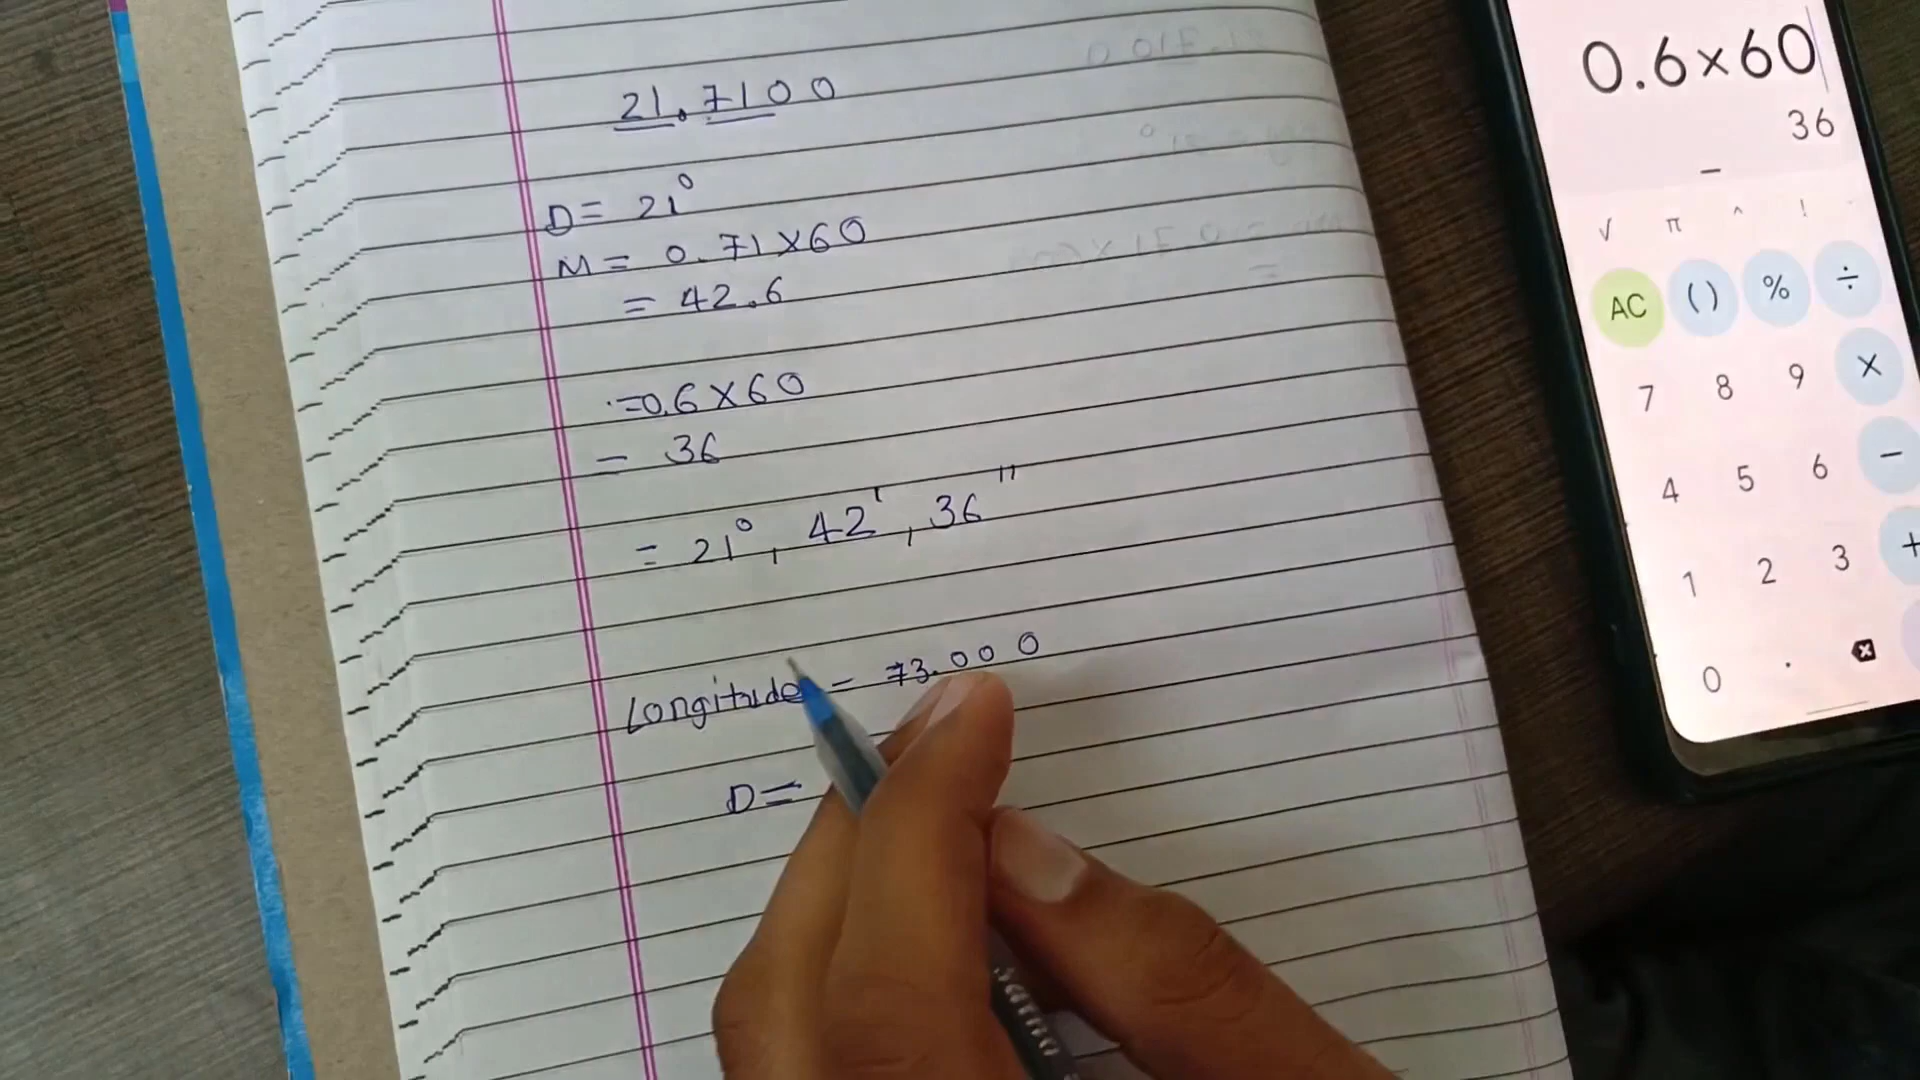 21.7100
D = 21°
M = 0.71×60
= 42.6
=0.6×60
= 36
= 21°, 42', 36"
Longitude = 73.000
D =
0.6×60
36
√ π ^ !
AC ( ) % ÷
7 8 9 ×
4 5 6 −
1 2 3 +
0 .